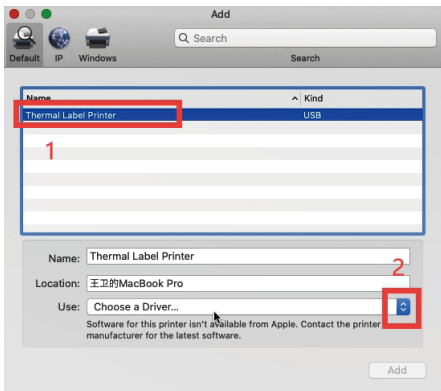 Add
Search
Default IP Windows Search
Name Kind
Thermal Label Printer USB
1
2
Name: Thermal Label Printer
Location: 王卫的MacBook Pro
Use: Choose a Driver...
Software for this printer isn't available from Apple. Contact the printer
manufacturer for the latest software.
Add